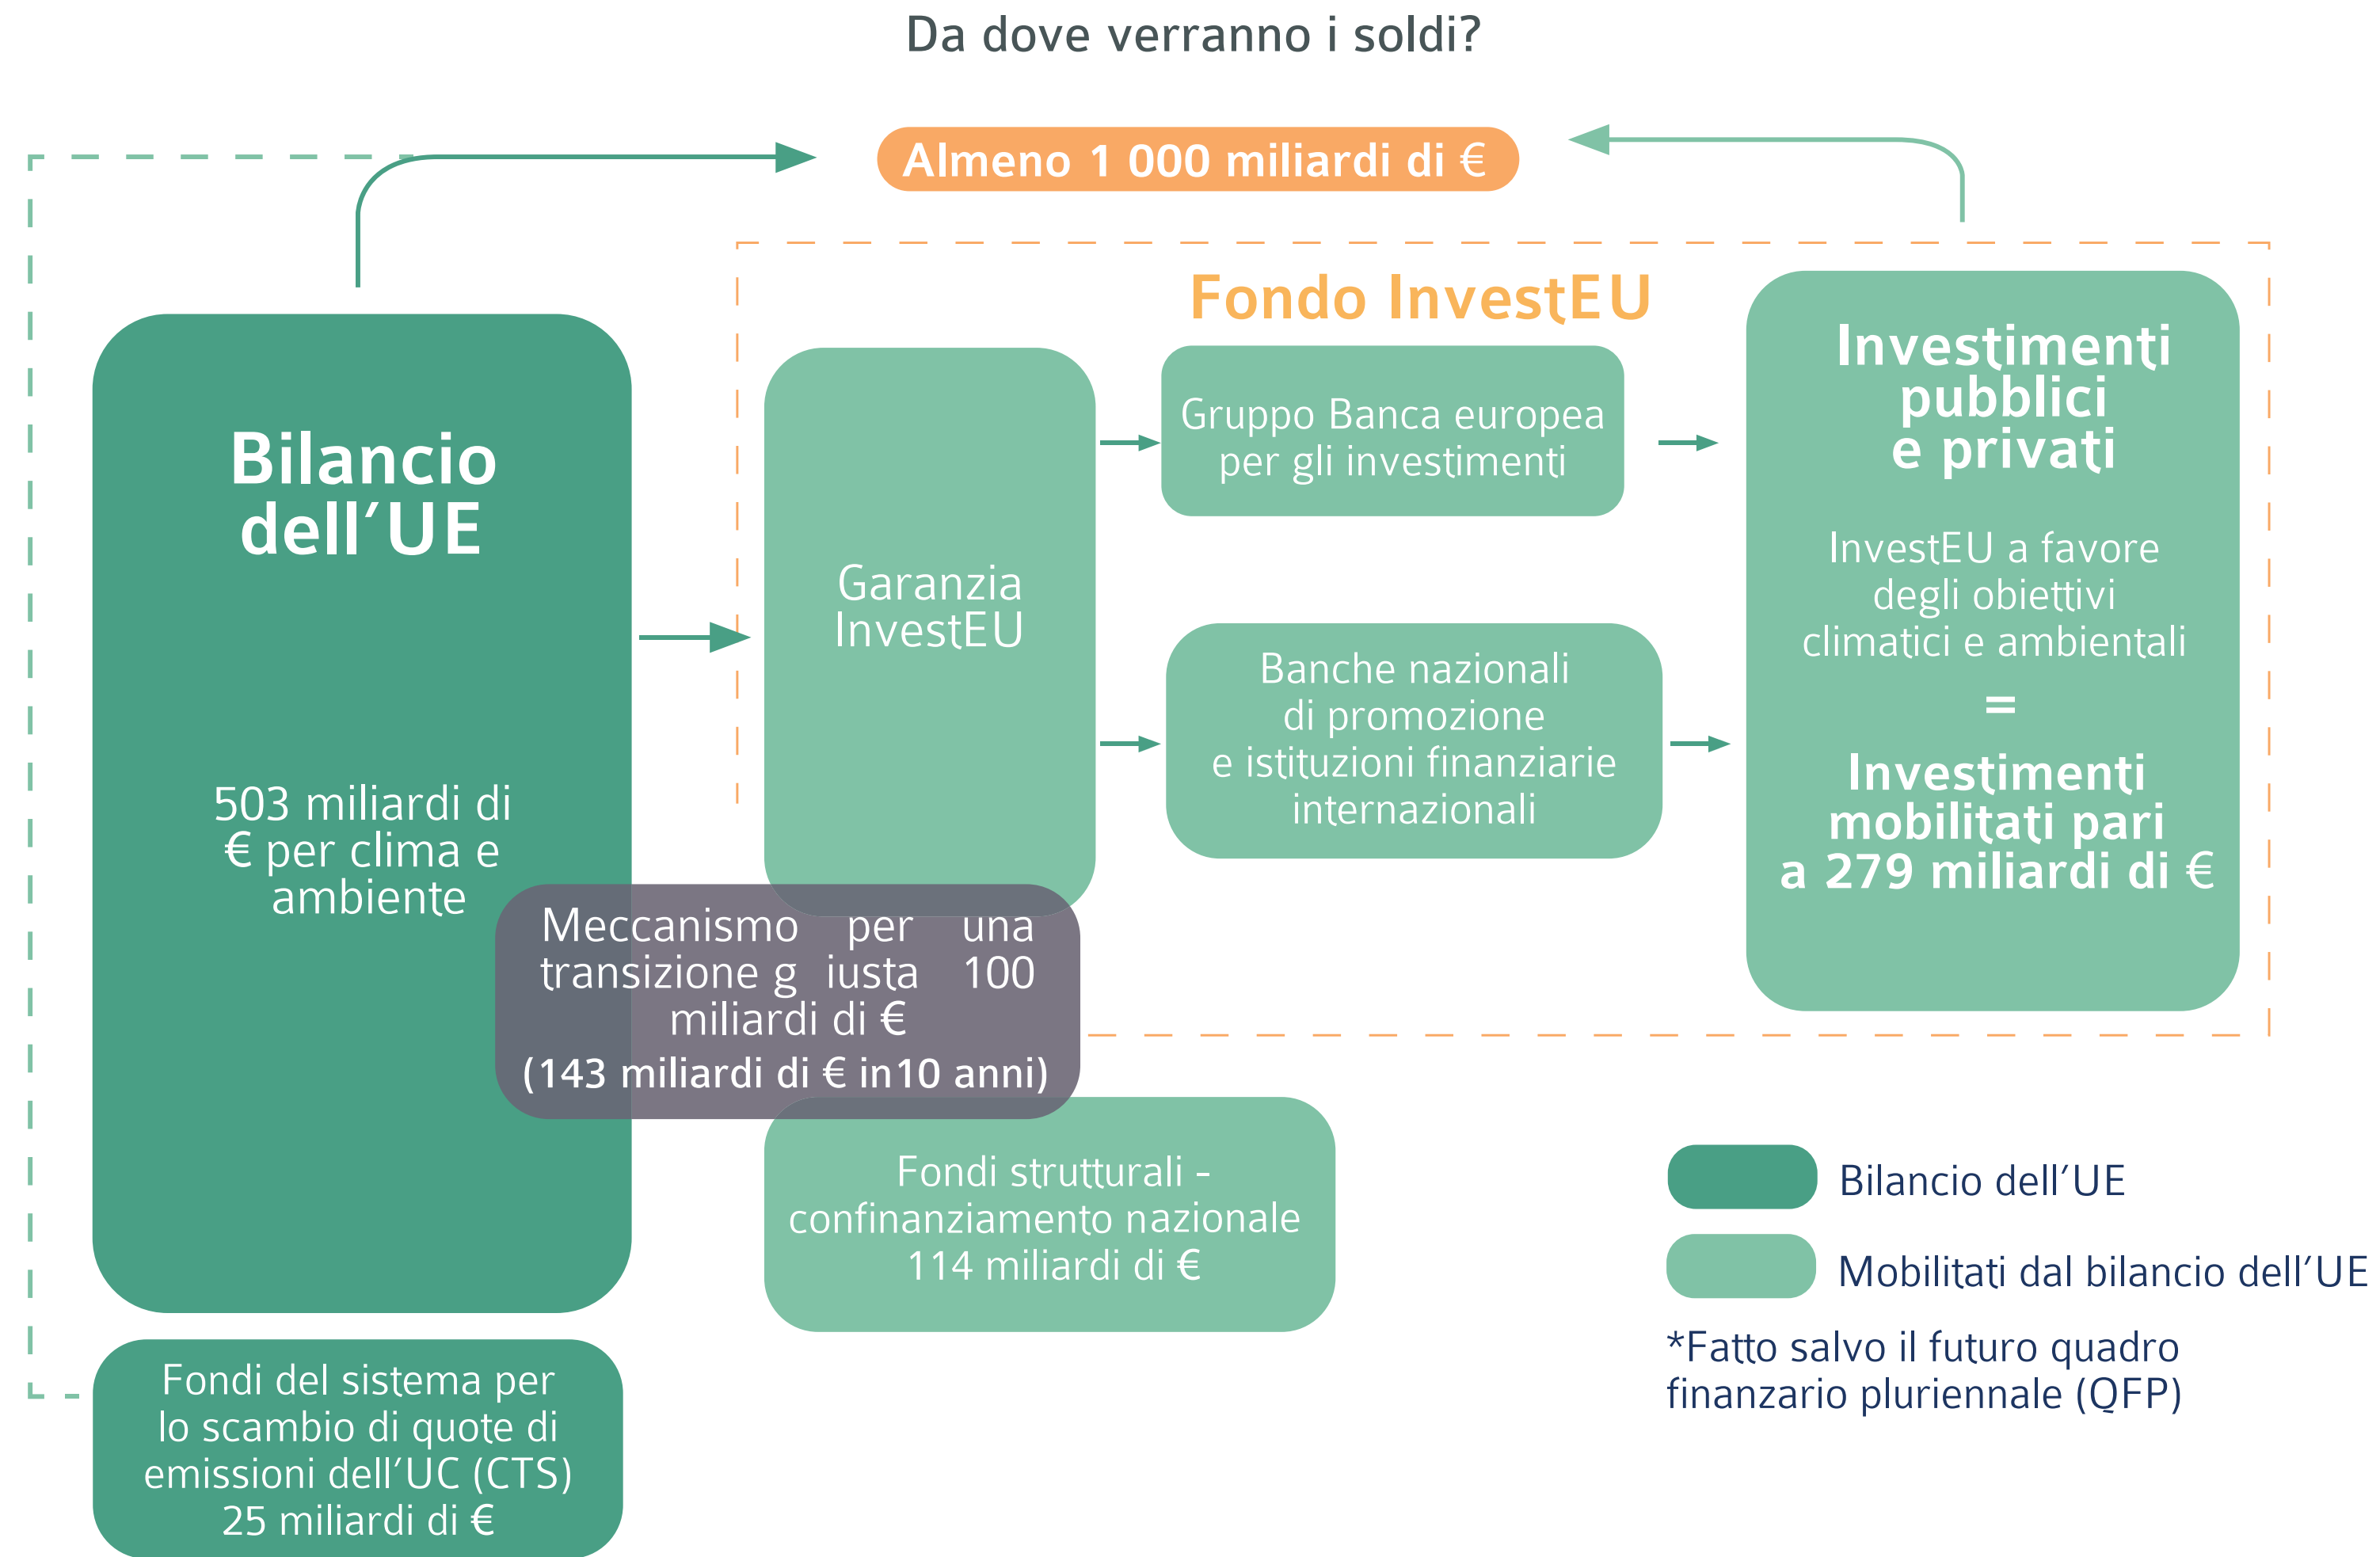 Da dove verranno i soldi?
Almeno 1 000 miliardi di €
Bilancio
dell'UE
503 miliardi di
€ per clima e
ambiente
Fondo InvestEU
Garanzia
InvestEU
Gruppo Banca europea
per gli investimenti
Banche nazionali
di promozione
e istituzioni finanziarie
internazionali
Investimenti
pubblici
e privati
InvestEU a favore
degli obiettivi
climatici e ambientali
=
Investimenti
mobilitati pari
a 279 miliardi di €
Meccanismo per una
transizione g iusta 100
miliardi di €
(143 miliardi di € in10 anni)
Fondi strutturali -
confinanziamento nazionale
114 miliardi di €
Fondi del sistema per
lo scambio di quote di
emissioni dell'UC (CTS)
25 miliardi di €
Bilancio dell'UE
Mobilitati dal bilancio dell'UE
*Fatto salvo il futuro quadro
finanzario pluriennale (QFP)